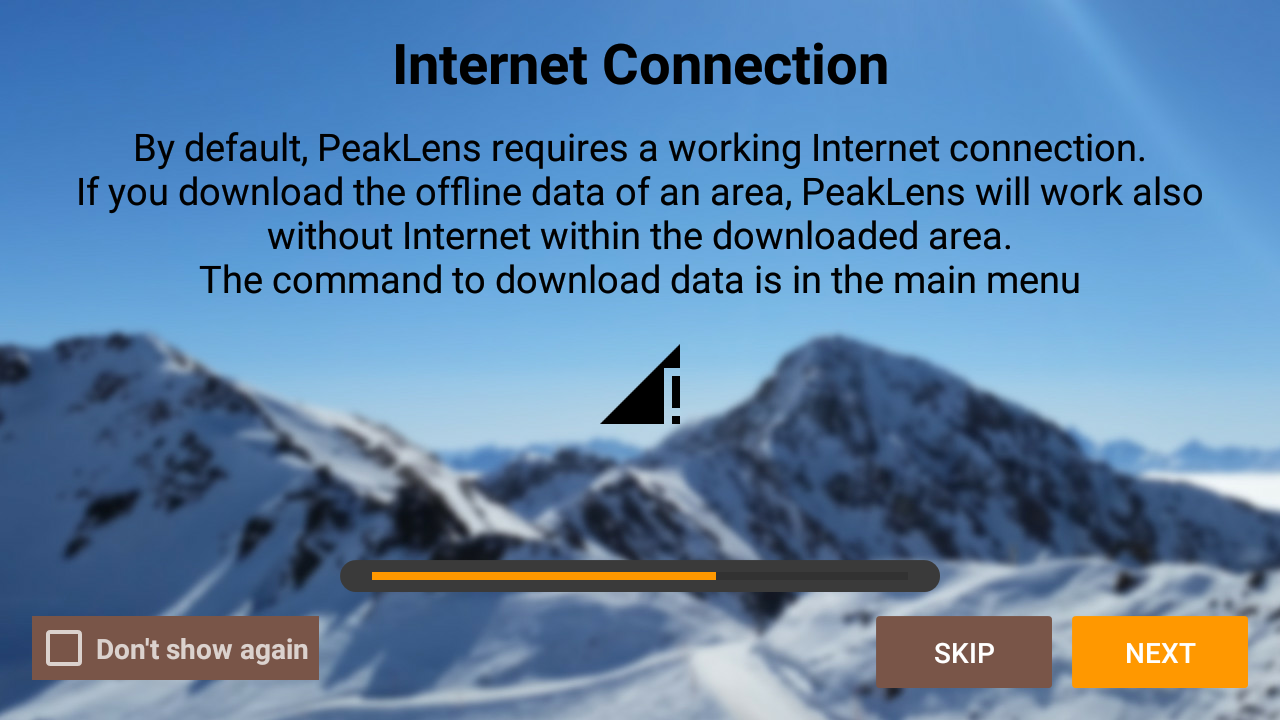 Internet Connection
By default, PeakLens requires a working Internet connection.
If you download the offline data of an area, PeakLens will work also
without Internet within the downloaded area.
The command to download data is in the main menu
Don't show again
SKIP
NEXT